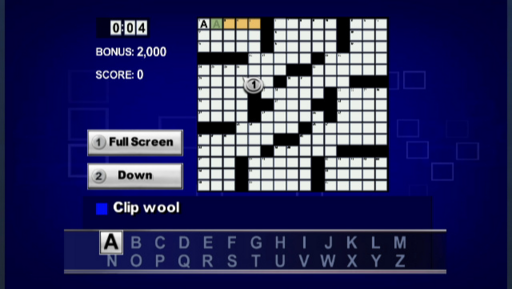 0:04
A A
BONUS: 2,000
SCORE: 0
1
1 Full Screen
2 Down
Clip wool
A B C D E F G H I J K L M
N O P Q R S T U V W X Y Z